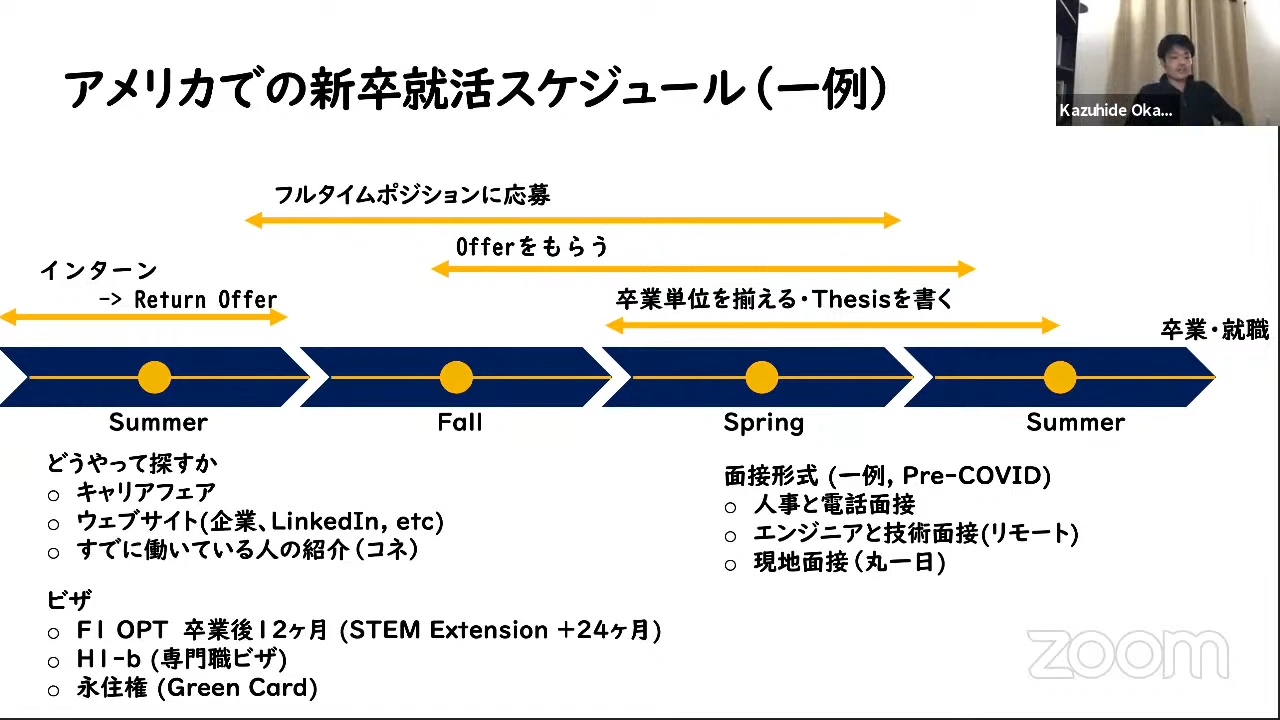 アメリカでの新卒就活スケジュール(一例)
Kazuhide Oka...
フルタイムポジションに応募
Offerをもらう
インターン
-> Return Offer
卒業単位を揃える・Thesisを書く
卒業・就職
Summer
Fall
Spring
Summer
どうやって探すか
○ キャリアフェア
○ ウェブサイト(企業、LinkedIn, etc)
○ すでに働いている人の紹介(コネ)
ビザ
○ F1 OPT 卒業後12ヶ月 (STEM Extension +24ヶ月)
○ H1-b (専門職ビザ)
○ 永住権 (Green Card)
面接形式 (一例, Pre-COVID)
○ 人事と電話面接
○ エンジニアと技術面接(リモート)
○ 現地面接(丸一日)
zoom